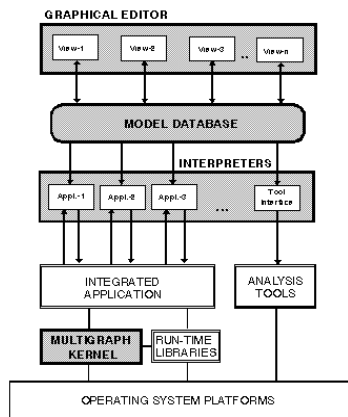 GRAPHICAL EDITOR
View-1 View-2 View-3 .. View-n
MODEL DATABASE
INTERPRETERS
Appl.-1 Appl.-2 Appl.-3 ... Tool
Interface
INTEGRATED
APPLICATION
ANALYSIS
TOOLS
MULTIGRAPH
KERNEL
RUN-TIME
LIBRARIES
OPERATING SYSTEM PLATFORMS